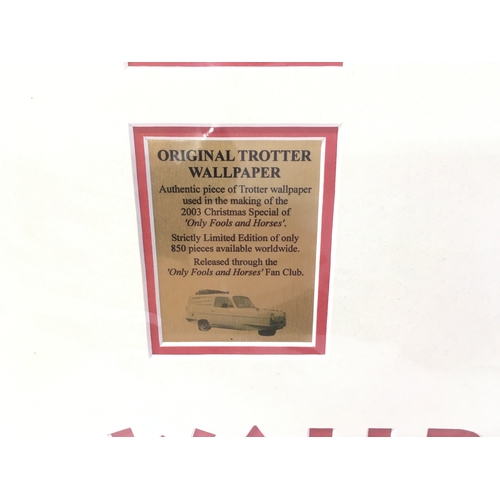 ORIGINAL TROTTER
WALLPAPER
Authentic piece of Trotter wallpaper
used in the making of the
2003 Christmas Special of
'Only Fools and Horses'.
Strictly Limited Edition of only
850 pieces available worldwide.
Released through the
'Only Fools and Horses' Fan Club.